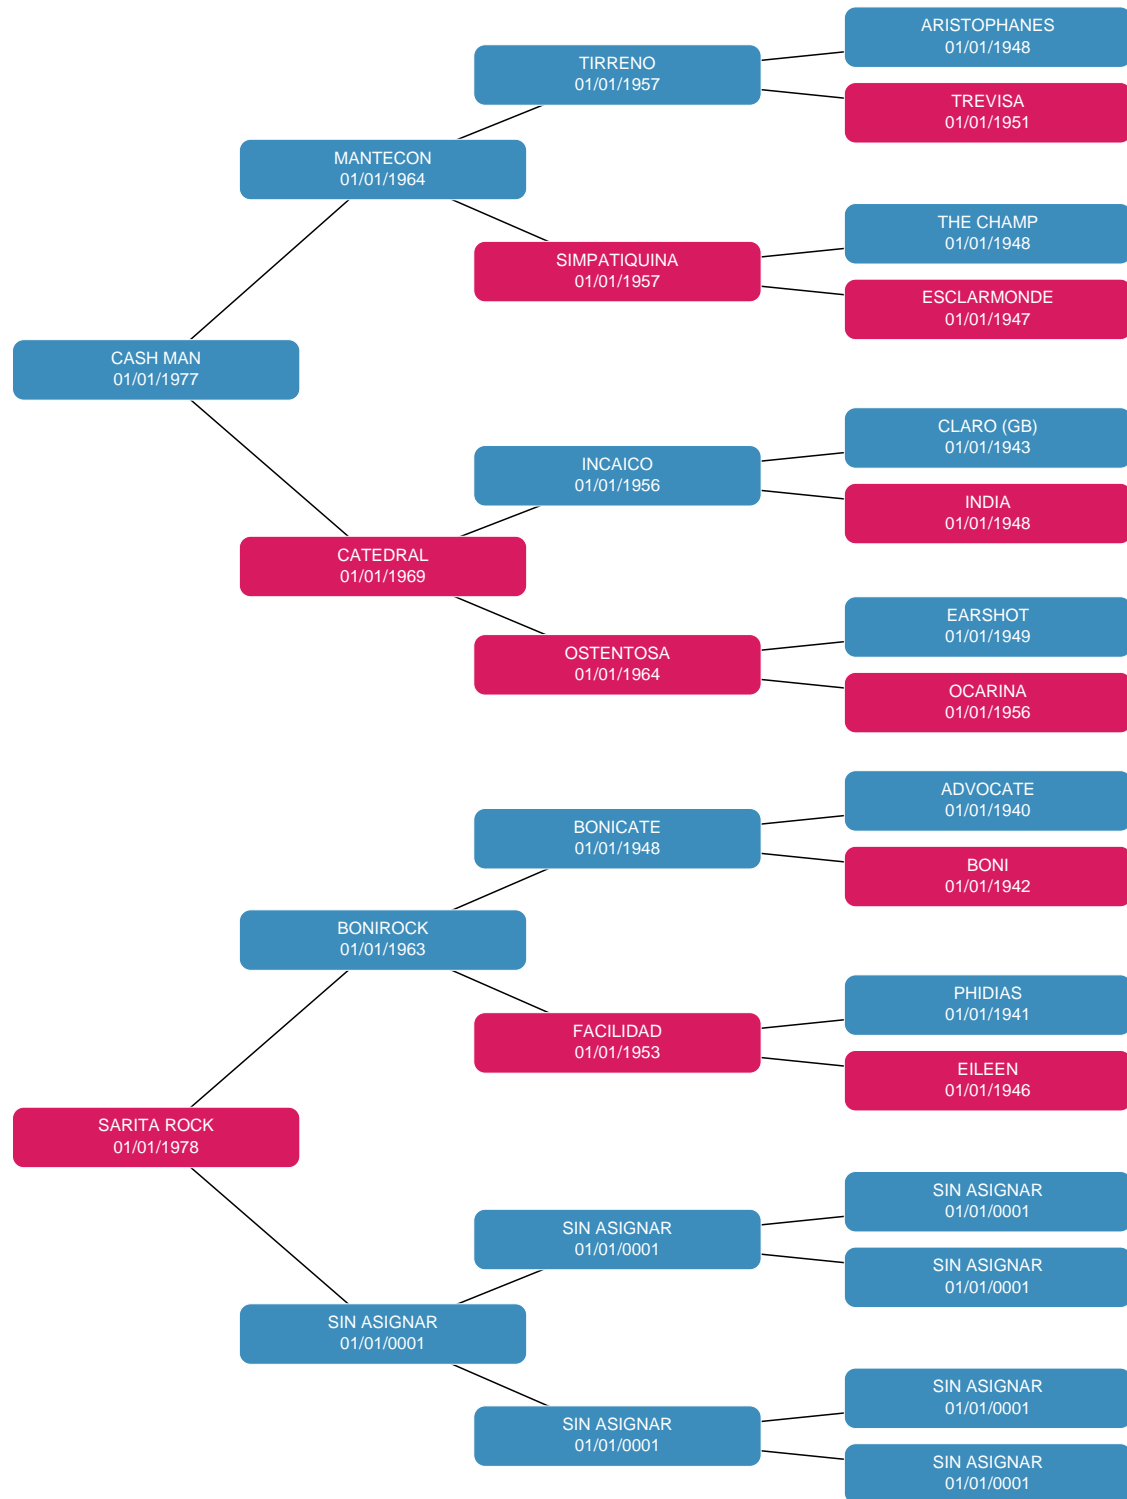 ARISTOPHANES
01/01/1948
TIRRENO
01/01/1957
TREVISA
01/01/1951
MANTECON
01/01/1964
THE CHAMP
01/01/1948
SIMPATIQUINA
01/01/1957
ESCLARMONDE
01/01/1947
CASH MAN
01/01/1977
CLARO (GB)
01/01/1943
INCAICO
01/01/1956
INDIA
01/01/1948
CATEDRAL
01/01/1969
EARSHOT
01/01/1949
OSTENTOSA
01/01/1964
OCARINA
01/01/1956
ADVOCATE
01/01/1940
BONICATE
01/01/1948
BONI
01/01/1942
BONIROCK
01/01/1963
PHIDIAS
01/01/1941
FACILIDAD
01/01/1953
EILEEN
01/01/1946
SARITA ROCK
01/01/1978
SIN ASIGNAR
01/01/0001
SIN ASIGNAR
01/01/0001
SIN ASIGNAR
01/01/0001
SIN ASIGNAR
01/01/0001
SIN ASIGNAR
01/01/0001
SIN ASIGNAR
01/01/0001
SIN ASIGNAR
01/01/0001